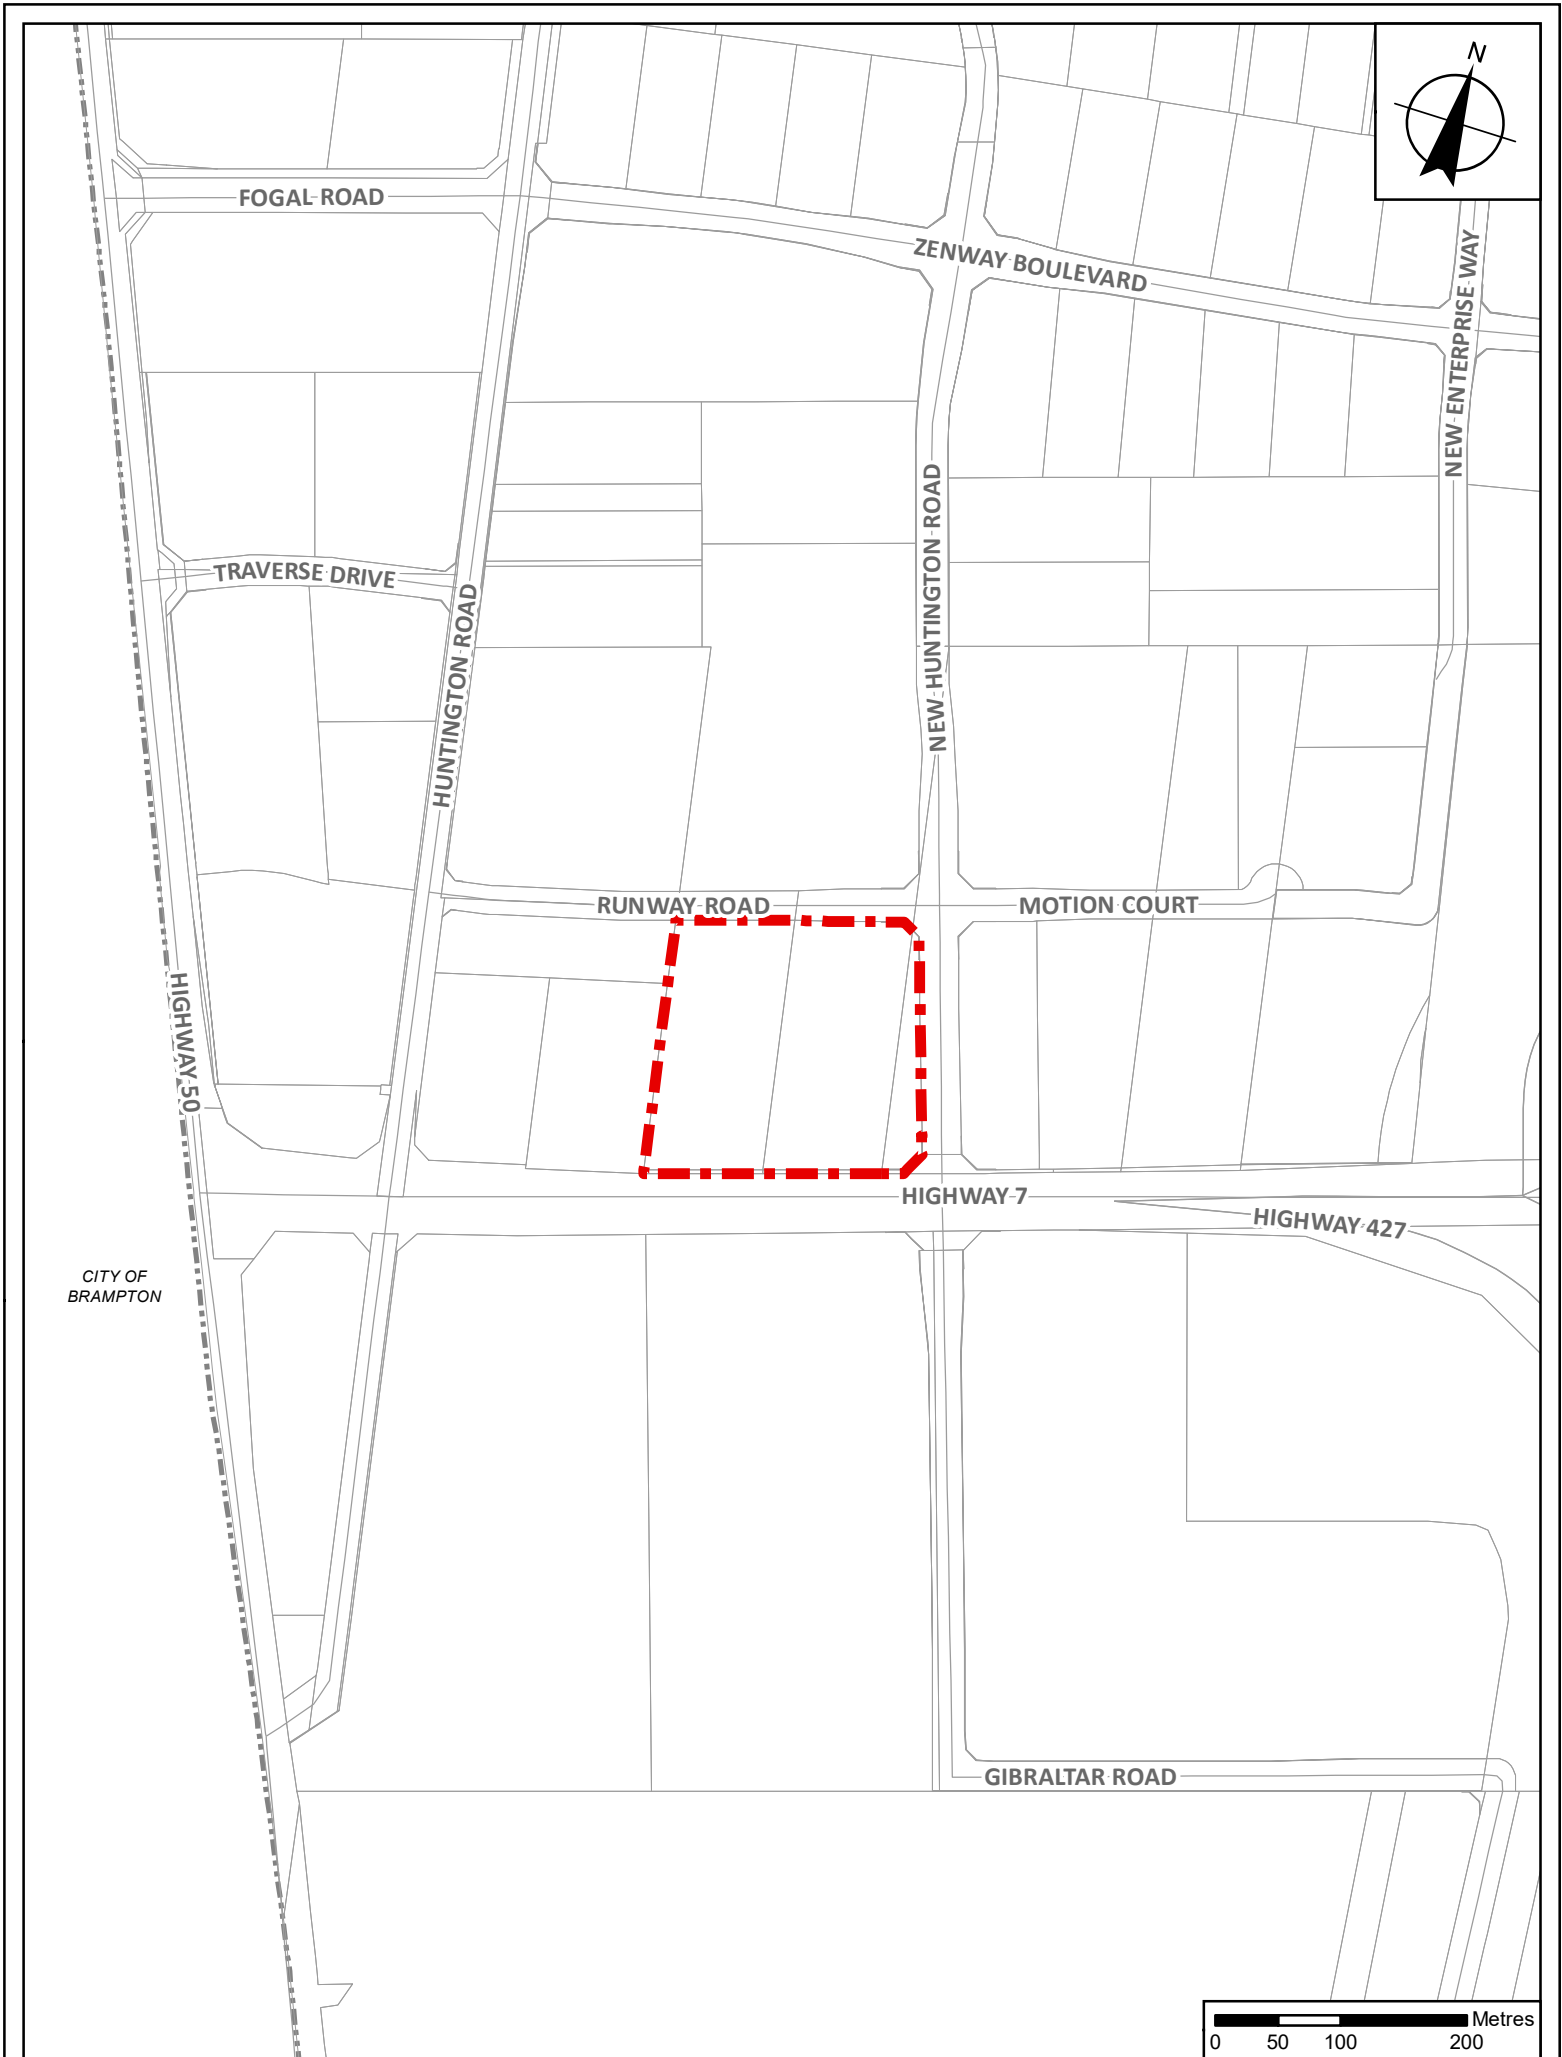 N
FOGAL ROAD
ZENWAY BOULEVARD
NEW ENTERPRISE WAY
NEW HUNTINGTON ROAD
TRAVERSE DRIVE
HUNTINGTON ROAD
RUNWAY ROAD
MOTION COURT
HIGHWAY 50
HIGHWAY 7
HIGHWAY 427
CITY OF
BRAMPTON
GIBRALTAR ROAD
Metres
0 50 100 200